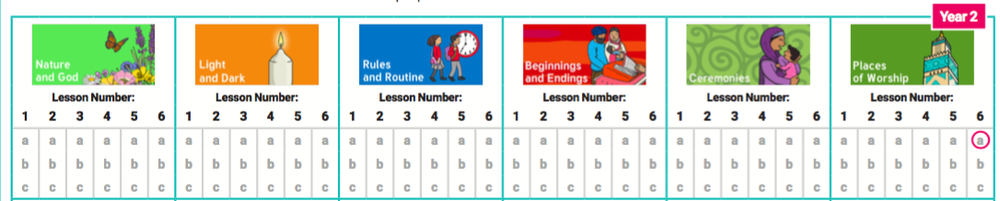 Year 2
Nature
and God
Light
and Dark
Rules
and Routine
Beginnings
and Endings
Ceremonies
Places
of Worship
Lesson Number: Lesson Number: Lesson Number: Lesson Number: Lesson Number: Lesson Number:
1 2 3 4 5 6 1 2 3 4 5 6 1 2 3 4 5 6 1 2 3 4 5 6 1 2 3 4 5 6 1 2 3 4 5 6
a a a a a a a a a a a a a a a a a a a a a a a a a a a a a a a a a a a a
b b b b b b b b b b b b b b b b b b b b b b b b b b b b b b b b b b b b
c c c c c c c c c c c c c c c c c c c c c c c c c c c c c c c c c c c c